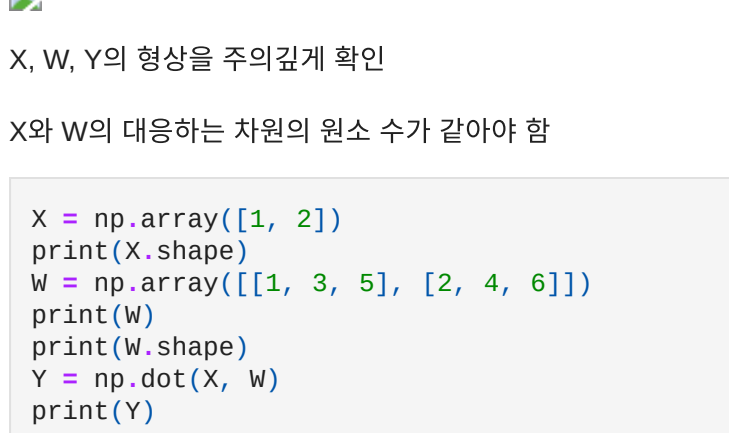 X, W, Y의 형상을 주의깊게 확인
X와 W의 대응하는 차원의 원소 수가 같아야 함
X = np.array([1, 2])
print(X.shape)
W = np.array([[1, 3, 5], [2, 4, 6]])
print(W)
print(W.shape)
Y = np.dot(X, W)
print(Y)